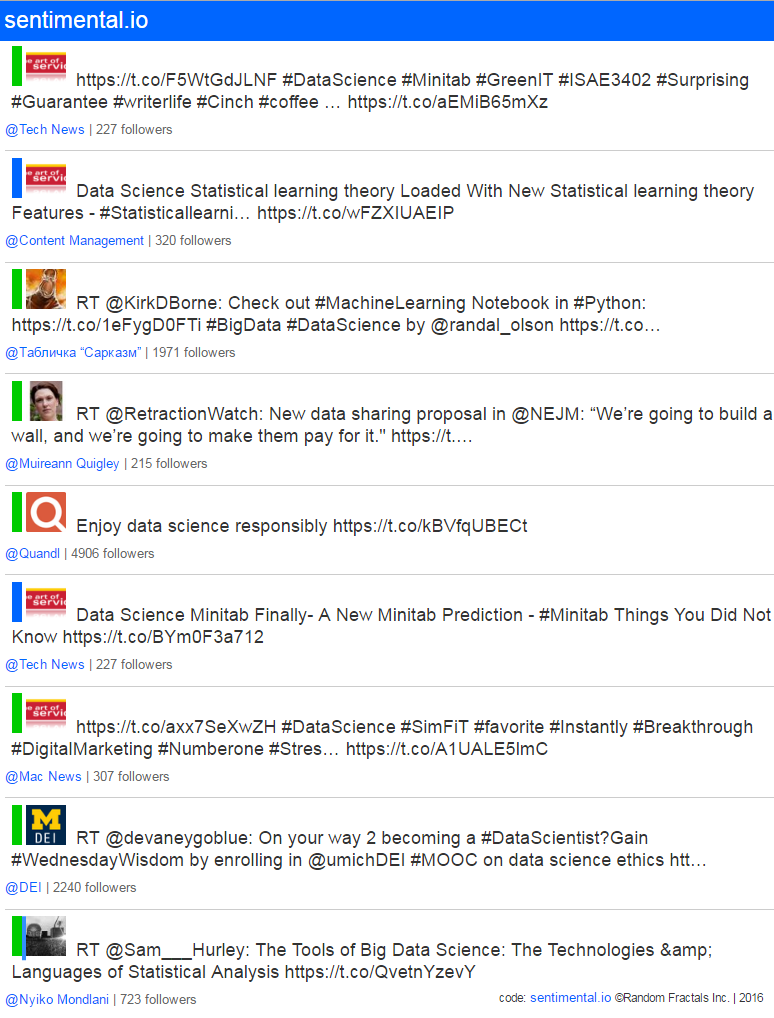 sentimental.io
e art of
servic
https://t.co/F5WtGdJLNF #DataScience #Minitab #GreenIT #ISAE3402 #Surprising
#Guarantee #writerlife #Cinch #coffee … https://t.co/aEMiB65mXz
@Tech News | 227 followers
e art of
servic
Data Science Statistical learning theory Loaded With New Statistical learning theory
Features - #Statisticallearni… https://t.co/wFZXIUAEIP
@Content Management | 320 followers
RT @KirkDBorne: Check out #MachineLearning Notebook in #Python:
https://t.co/1eFygD0FTi #BigData #DataScience by @randal_olson https://t.co…
@Табличка “Сарказм” | 1971 followers
RT @RetractionWatch: New data sharing proposal in @NEJM: “We’re going to build a
wall, and we’re going to make them pay for it." https://t.…
@Muireann Quigley | 215 followers
Q
Enjoy data science responsibly https://t.co/kBVfqUBECt
@Quandl | 4906 followers
e art of
servic
Data Science Minitab Finally- A New Minitab Prediction - #Minitab Things You Did Not
Know https://t.co/BYm0F3a712
@Tech News | 227 followers
e art of
servic
https://t.co/axx7SeXwZH #DataScience #SimFiT #favorite #Instantly #Breakthrough
#DigitalMarketing #Numberone #Stres… https://t.co/A1UALE5lmC
@Mac News | 307 followers
M
DEI
RT @devaneygoblue: On your way 2 becoming a #DataScientist?Gain
#WednesdayWisdom by enrolling in @umichDEI #MOOC on data science ethics htt…
@DEI | 2240 followers
RT @Sam___Hurley: The Tools of Big Data Science: The Technologies &amp;
Languages of Statistical Analysis https://t.co/QvetnYzevY
@Nyiko Mondlani | 723 followers
code: sentimental.io ©Random Fractals Inc. | 2016